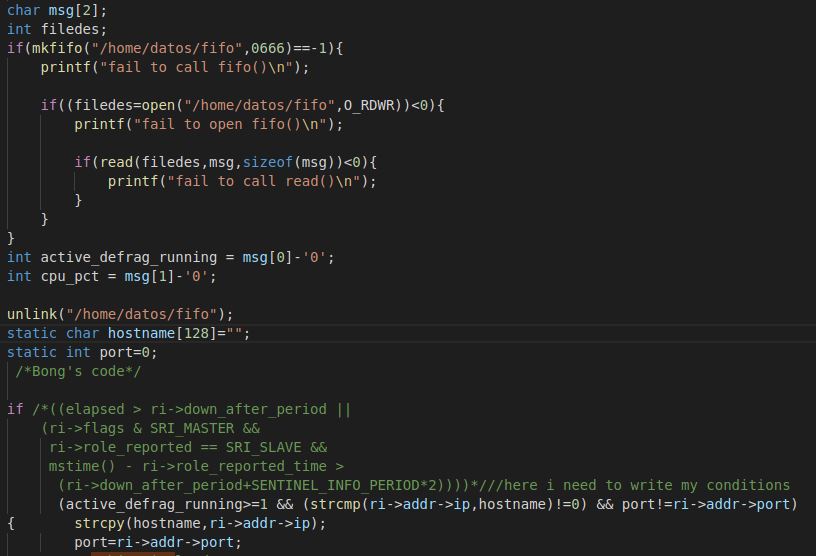 char msg[2];
int filedes;
if(mkfifo("/home/datos/fifo",0666)==-1){
    printf("fail to call fifo()\n");
    if((filedes=open("/home/datos/fifo",O_RDWR))<0){
        printf("fail to open fifo()\n");
        if(read(filedes,msg,sizeof(msg))<0){
            printf("fail to call read()\n");
        }
    }
}
int active_defrag_running = msg[0]-'0';
int cpu_pct = msg[1]-'0';
unlink("/home/datos/fifo");
static char hostname[128]="";
static int port=0;
 /*Bong's code*/
if /*((elapsed > ri->down_after_period ||
    (ri->flags & SRI_MASTER &&
     ri->role_reported == SRI_SLAVE &&
     mstime() - ri->role_reported_time >
      (ri->down_after_period+SENTINEL_INFO_PERIOD*2))))*///here i need to write my conditions
      (active_defrag_running>=1 && (strcmp(ri->addr->ip,hostname)!=0) && port!=ri->addr->port)
{       strcpy(hostname,ri->addr->ip);
        port=ri->addr->port;